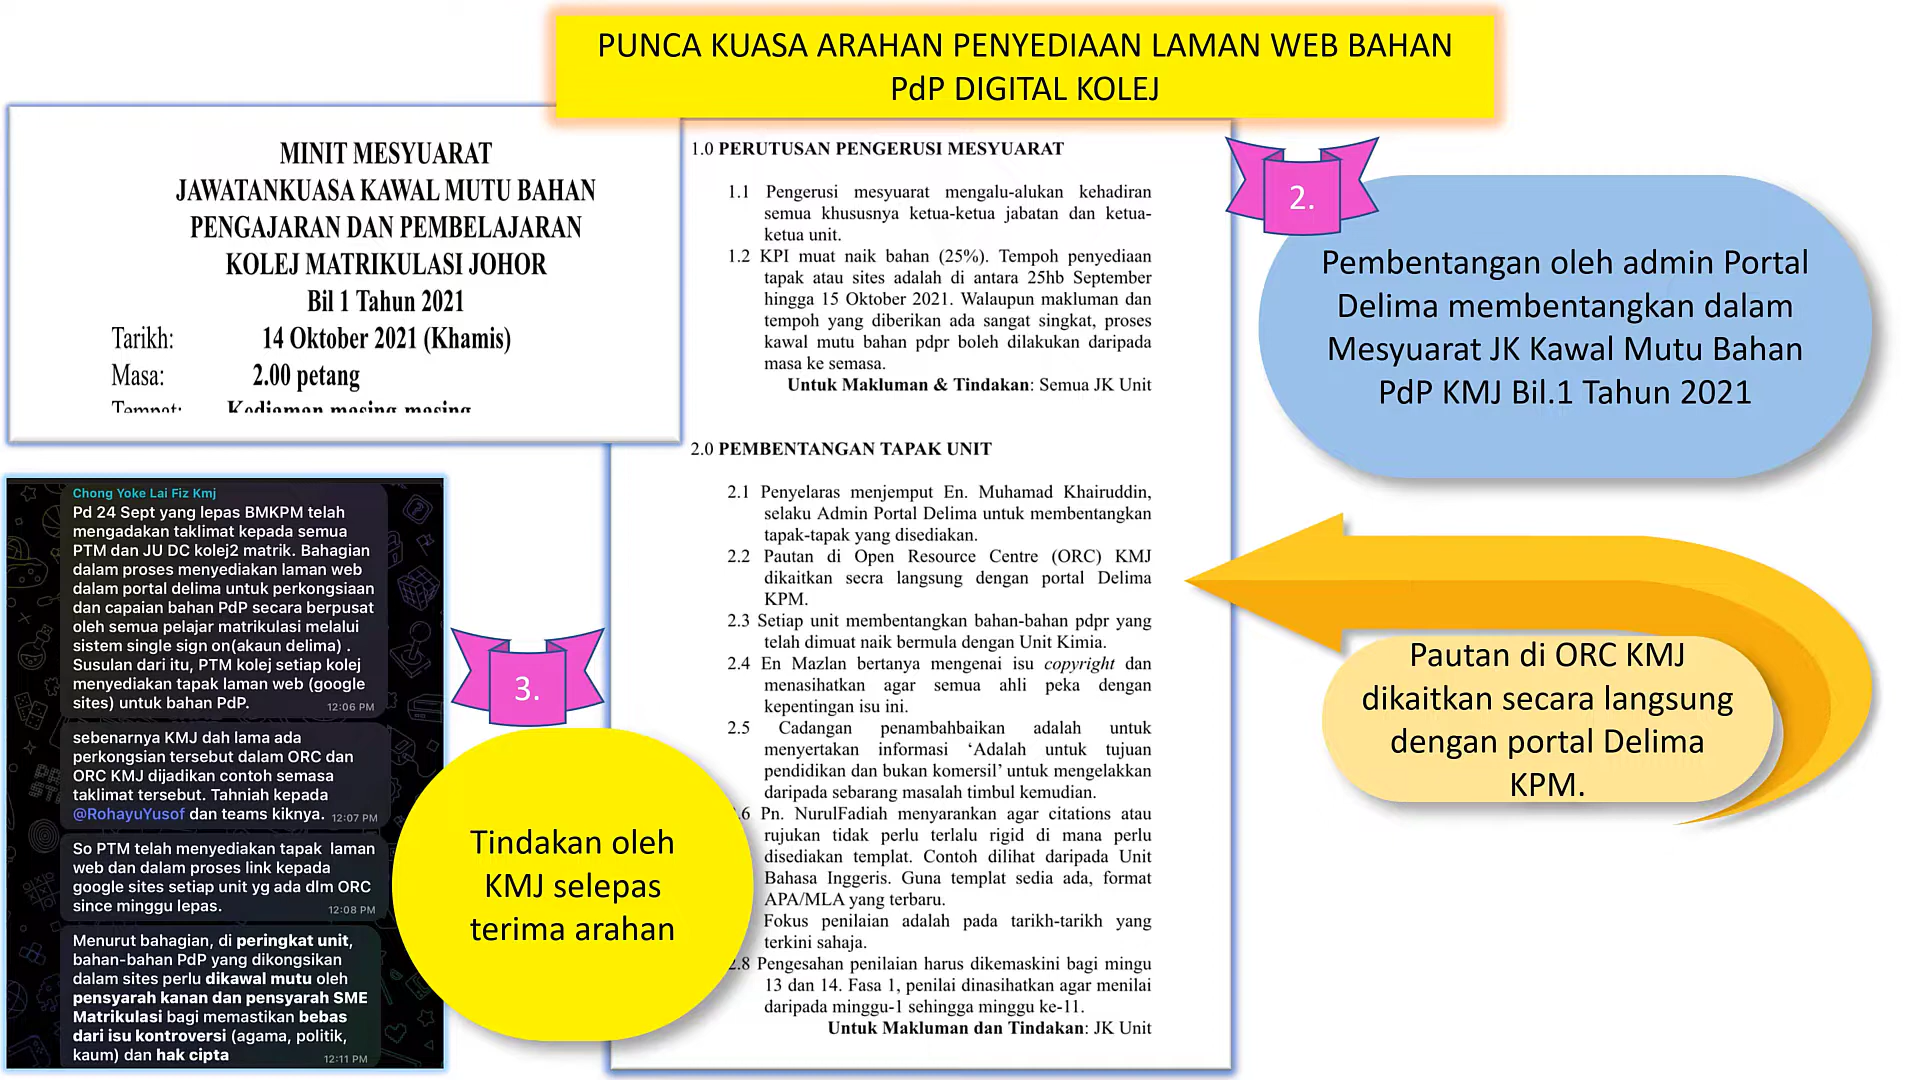 PUNCA KUASA ARAHAN PENYEDIAAN LAMAN WEB BAHAN
PdP DIGITAL KOLEJ
MINIT MESYUARAT
JAWATANKUASA KAWAL MUTU BAHAN
PENGAJARAN DAN PEMBELAJARAN
KOLEJ MATRIKULASI JOHOR
Bil 1 Tahun 2021
Tarikh: 14 Oktober 2021 (Khamis)
Masa: 2.00 petang
Tempat: Kediaman masing-masing
1.0 PERUTUSAN PENGERUSI MESYUARAT
1.1 Pengerusi mesyuarat mengalu-alukan kehadiran
semua khususnya ketua-ketua jabatan dan ketua-
ketua unit.
1.2 KPI muat naik bahan (25%). Tempoh penyediaan
tapak atau sites adalah di antara 25hb September
hingga 15 Oktober 2021. Walaupun makluman dan
tempoh yang diberikan ada sangat singkat, proses
kawal mutu bahan pdpr boleh dilakukan daripada
masa ke semasa.
Untuk Makluman & Tindakan: Semua JK Unit
2.0 PEMBENTANGAN TAPAK UNIT
2.1 Penyelaras menjemput En. Muhamad Khairuddin,
selaku Admin Portal Delima untuk membentangkan
tapak-tapak yang disediakan.
2.2 Pautan di Open Resource Centre (ORC) KMJ
dikaitkan secra langsung dengan portal Delima
KPM.
2.3 Setiap unit membentangkan bahan-bahan pdpr yang
telah dimuat naik bermula dengan Unit Kimia.
2.4 En Mazlan bertanya mengenai isu copyright dan
menasihatkan agar semua ahli peka dengan
kepentingan isu ini.
2.5 Cadangan penambahbaikan adalah untuk
menyertakan informasi ‘Adalah untuk tujuan
pendidikan dan bukan komersil’ untuk mengelakkan
daripada sebarang masalah timbul kemudian.
.6 Pn. NurulFadiah menyarankan agar citations atau
rujukan tidak perlu terlalu rigid di mana perlu
disediakan templat. Contoh dilihat daripada Unit
Bahasa Inggeris. Guna templat sedia ada, format
APA/MLA yang terbaru.
Fokus penilaian adalah pada tarikh-tarikh yang
terkini sahaja.
2.8 Pengesahan penilaian harus dikemaskini bagi mingu
13 dan 14. Fasa 1, penilai dinasihatkan agar menilai
daripada minggu-1 sehingga minggu ke-11.
Untuk Makluman dan Tindakan: JK Unit
2.
Pembentangan oleh admin Portal
Delima membentangkan dalam
Mesyuarat JK Kawal Mutu Bahan
PdP KMJ Bil.1 Tahun 2021
Pautan di ORC KMJ
dikaitkan secara langsung
dengan portal Delima
KPM.
Chong Yoke Lai Fiz Kmj
Pd 24 Sept yang lepas BMKPM telah
mengadakan taklimat kepada semua
PTM dan JU DC kolej2 matrik. Bahagian
dalam proses menyediakan laman web
dalam portal delima untuk perkongsiaan
dan capaian bahan PdP secara berpusat
oleh semua pelajar matrikulasi melalui
sistem single sign on(akaun delima) .
Susulan dari itu, PTM kolej setiap kolej
menyediakan tapak laman web (google
sites) untuk bahan PdP. 12:06 PM
sebenarnya KMJ dah lama ada
perkongsian tersebut dalam ORC dan
ORC KMJ dijadikan contoh semasa
taklimat tersebut. Tahniah kepada
@RohayuYusof dan teams kiknya. 12:07 PM
So PTM telah menyediakan tapak laman
web dan dalam proses link kepada
google sites setiap unit yg ada dlm ORC
since minggu lepas. 12:08 PM
Menurut bahagian, di peringkat unit,
bahan-bahan PdP yang dikongsikan
dalam sites perlu dikawal mutu oleh
pensyarah kanan dan pensyarah SME
Matrikulasi bagi memastikan bebas
dari isu kontroversi (agama, politik,
kaum) dan hak cipta 12:11 PM
3.
Tindakan oleh
KMJ selepas
terima arahan